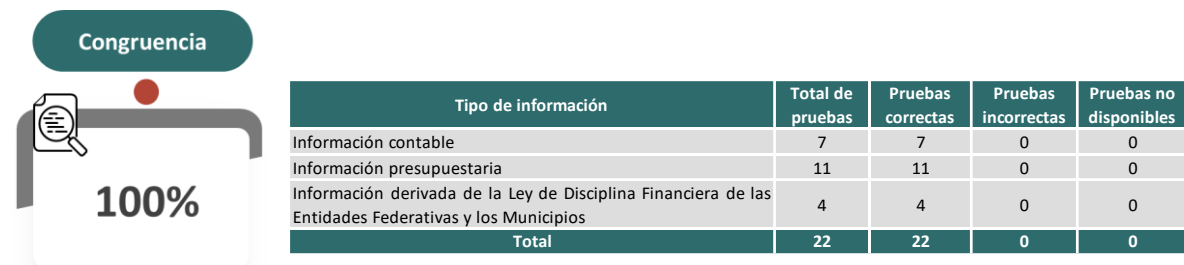 Congruencia
100%
Tipo de información Total de pruebas Pruebas correctas Pruebas incorrectas Pruebas no disponibles
Información contable 7 7 0 0
Información presupuestaria 11 11 0 0
Información derivada de la Ley de Disciplina Financiera de las
Entidades Federativas y los Municipios 4 4 0 0
Total 22 22 0 0